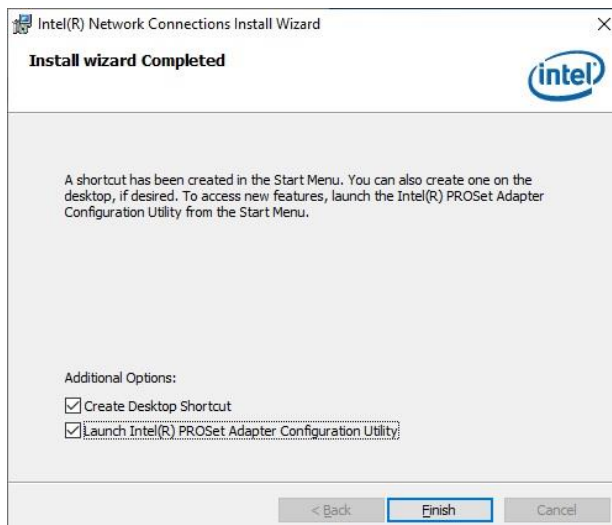 Intel(R) Network Connections Install Wizard
Install wizard Completed
intel
A shortcut has been created in the Start Menu. You can also create one on the
desktop, if desired. To access new features, launch the Intel(R) PROSet Adapter
Configuration Utility from the Start Menu.
Additional Options:
Create Desktop Shortcut
Launch Intel(R) PROSet Adapter Configuration Utility
< Back
Finish
Cancel